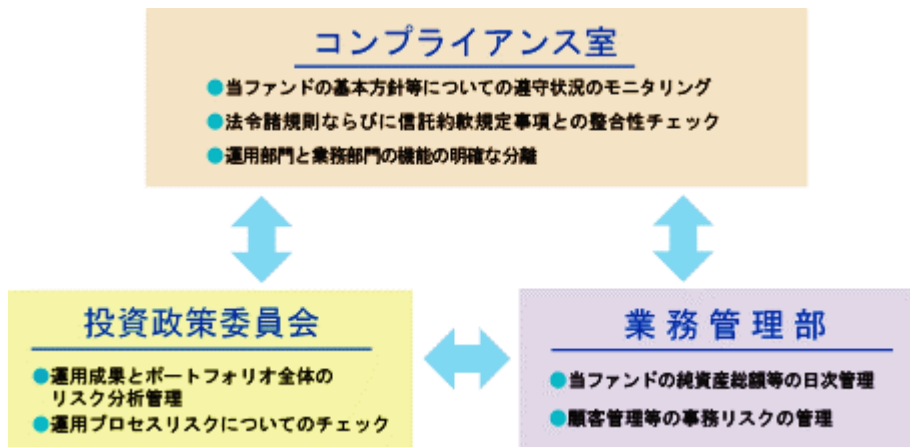 コンプライアンス室
●当ファンドの基本方針等についての遵守状況のモニタリング
●法令諸規則ならびに信託約款規定事項との整合性チェック
●運用部門と業務部門の機能の明確な分離
投資政策委員会
●運用成果とポートフォリオ全体の
リスク分析管理
●運用プロセスリスクについてのチェック
業務管理部
●当ファンドの純資産総額等の日次管理
●顧客管理等の事務リスクの管理